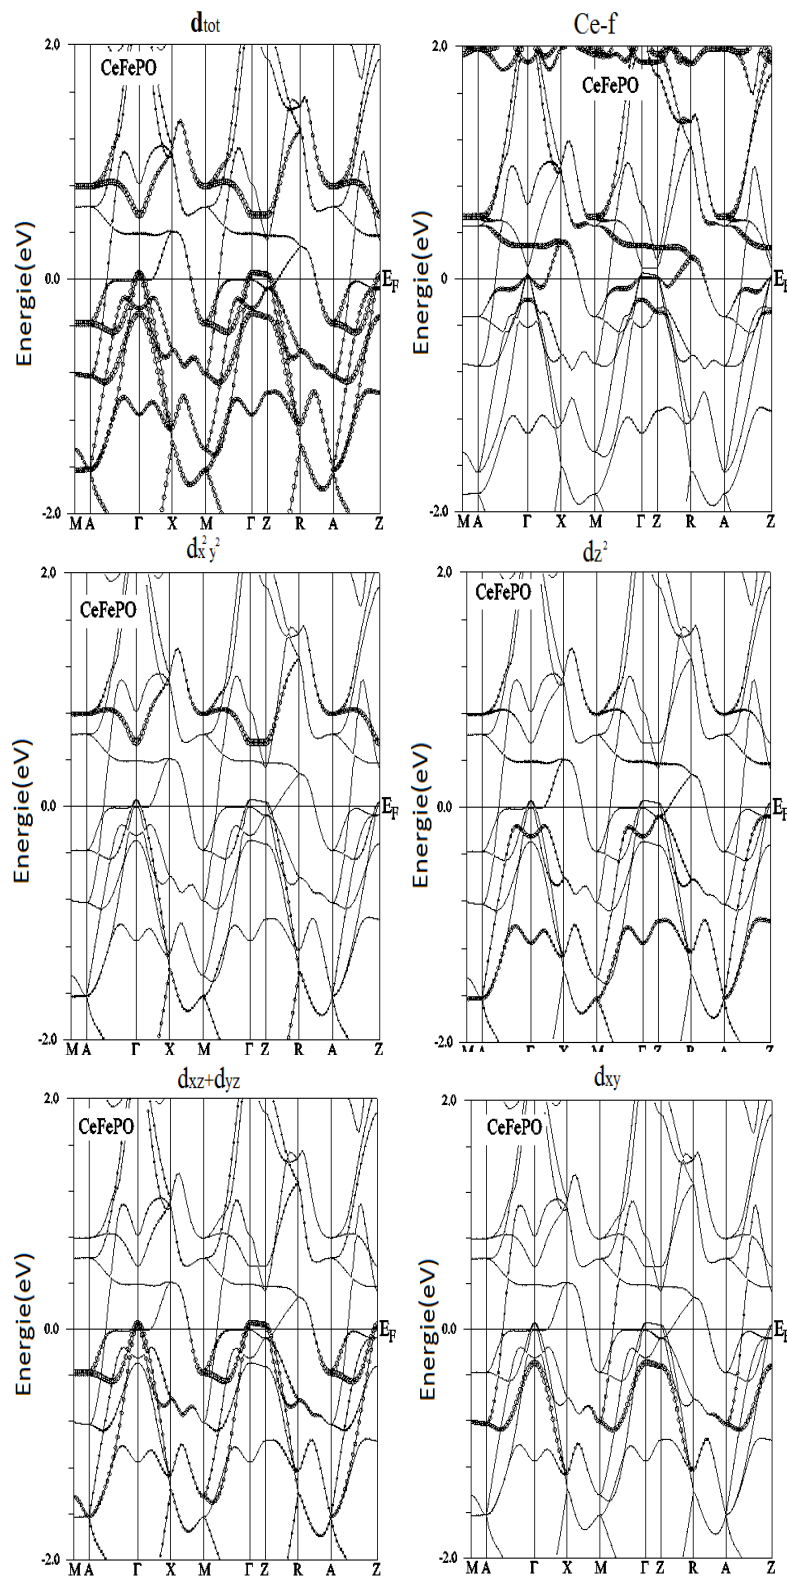 dtot
2.0
CeFePO
Energie(eV)
0.0
EF
-2.0
M A Γ X M Γ Z R A Z
Ce-f
2.0
CeFePO
Energie(eV)
0.0
E
-2.0
M A Γ X M Γ Z R A Z
dx²y²
2.0
CeFePO
Energie(eV)
0.0
EF
-2.0
M A Γ X M Γ Z R A Z
dz²
2.0
CeFePO
Energie(eV)
0.0
EF
-2.0
M A Γ X M Γ Z R A Z
dxz+dyz
2.0
CeFePO
Energie(eV)
0.0
EF
-2.0
M A Γ X M Γ Z R A Z
dxy
2.0
CeFePO
Energie(eV)
0.0
E
-2.0
M A Γ X M Γ Z R A Z